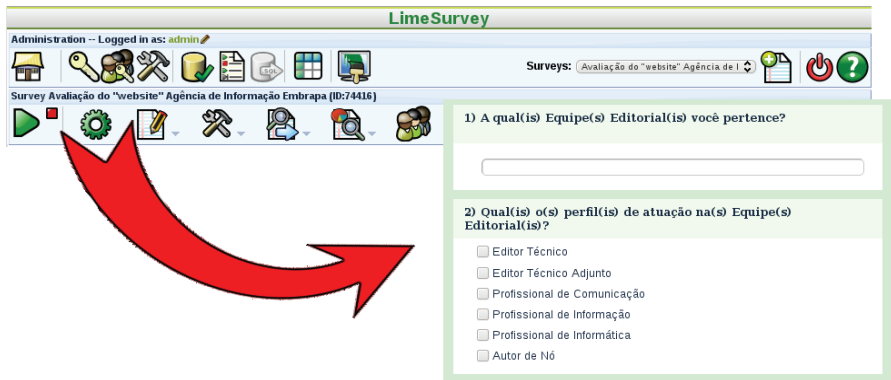 LimeSurvey
Administration -- Logged in as: admin
SQL
Surveys: Avaliação do "website" Agência de I
Survey Avaliação do "website" Agência de Informação Embrapa (ID:74416)
1) A qual(is) Equipe(s) Editorial(is) você pertence?
2) Qual(is) o(s) perfil(is) de atuação na(s) Equipe(s)
Editorial(is)?
Editor Técnico
Editor Técnico Adjunto
Profissional de Comunicação
Profissional de Informação
Profissional de Informática
Autor de Nó